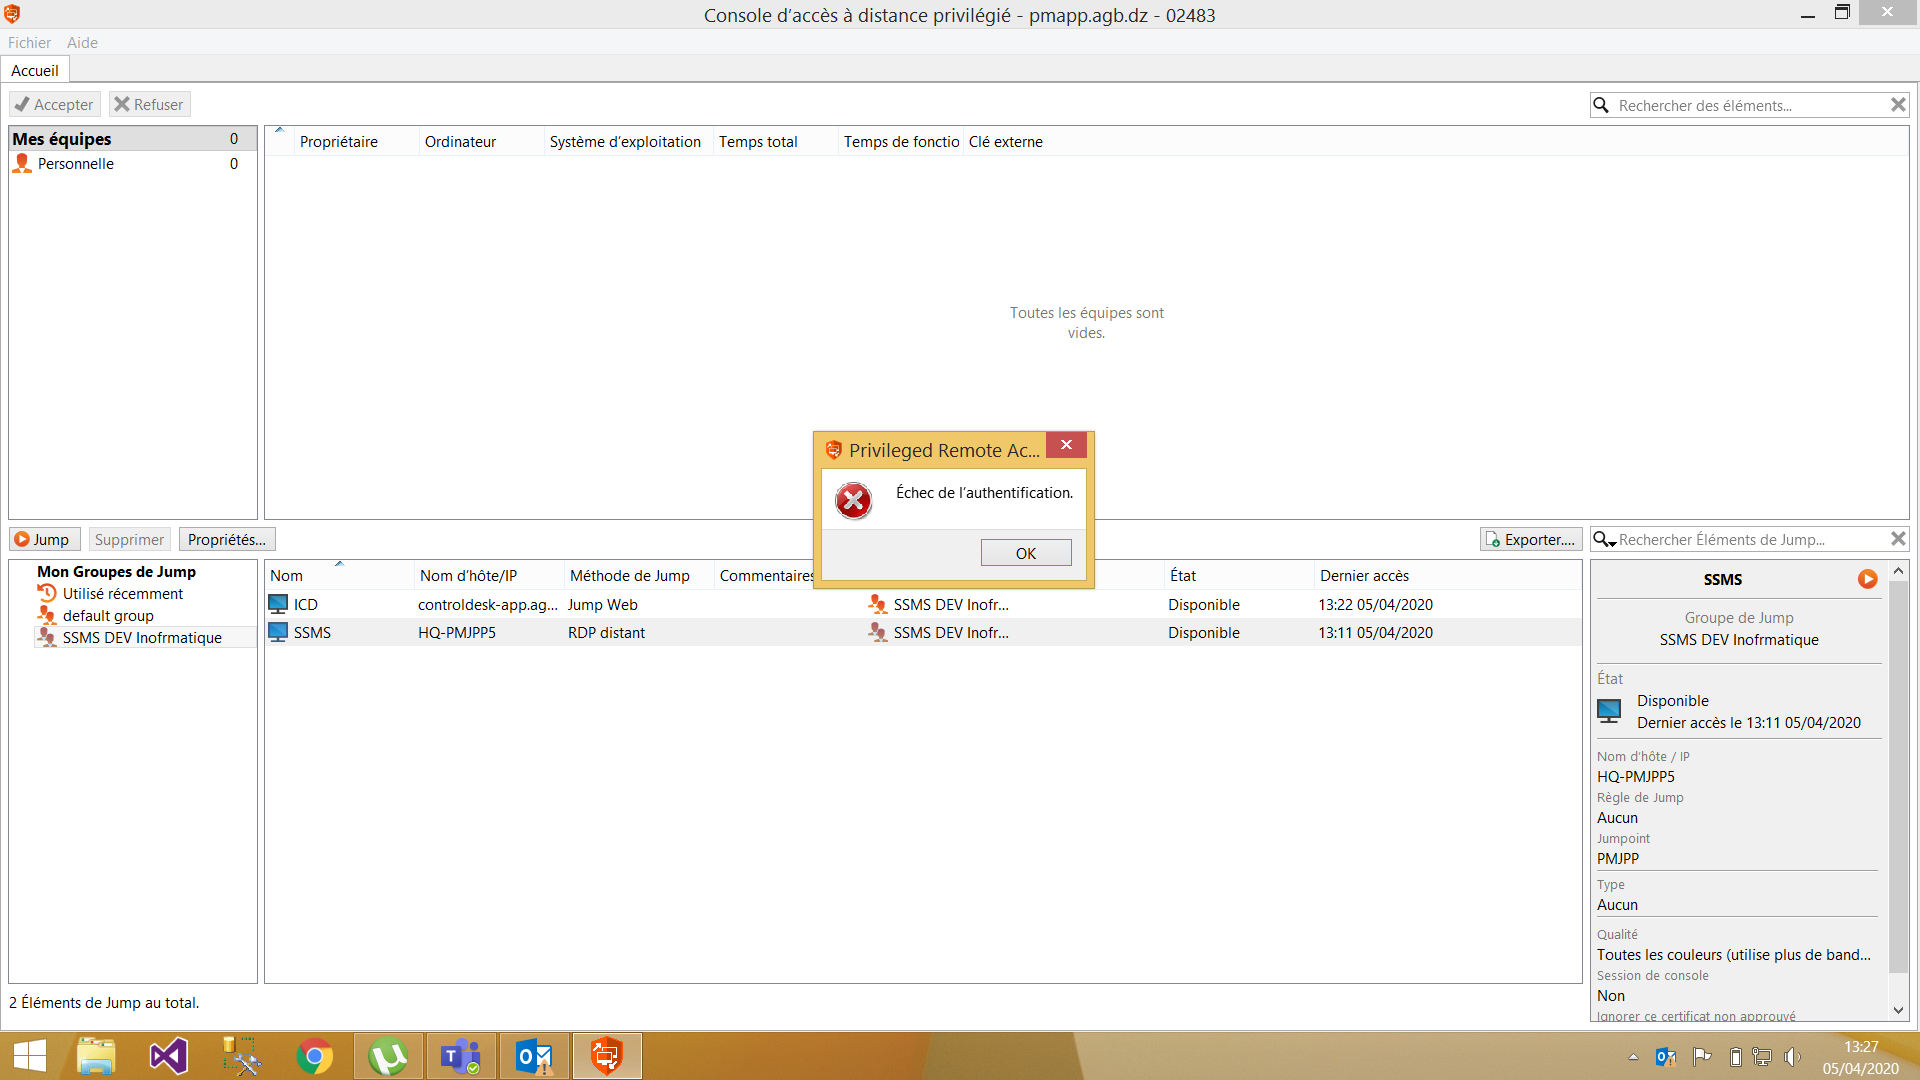 Console d'accès à distance privilégié - pmapp.agb.dz - 02483
Fichier Aide
Accueil
Accepter Refuser
Rechercher des éléments...
Mes équipes 0
Personnelle 0
Propriétaire Ordinateur Système d'exploitation Temps total Temps de fonctio Clé externe
Toutes les équipes sont
vides.
Privileged Remote Ac...
Échec de l'authentification.
OK
Jump Supprimer Propriétés...
Exporter.... Rechercher Éléments de Jump...
Mon Groupes de Jump
Utilisé récemment
default group
SSMS DEV Inofrmatique
Nom Nom d'hôte/IP Méthode de Jump Commentaires État Dernier accès
ICD controldesk-app.ag... Jump Web SSMS DEV Inofr... Disponible 13:22 05/04/2020
SSMS HQ-PMJPP5 RDP distant SSMS DEV Inofr... Disponible 13:11 05/04/2020
SSMS
Groupe de Jump
SSMS DEV Inofrmatique
État
Disponible
Dernier accès le 13:11 05/04/2020
Nom d'hôte / IP
HQ-PMJPP5
Règle de Jump
Aucun
Jumpoint
PMJPP
Type
Aucun
Qualité
Toutes les couleurs (utilise plus de band...
Session de console
Non
Ignorer ce certificat non approuvé
2 Éléments de Jump au total.
13:27
05/04/2020